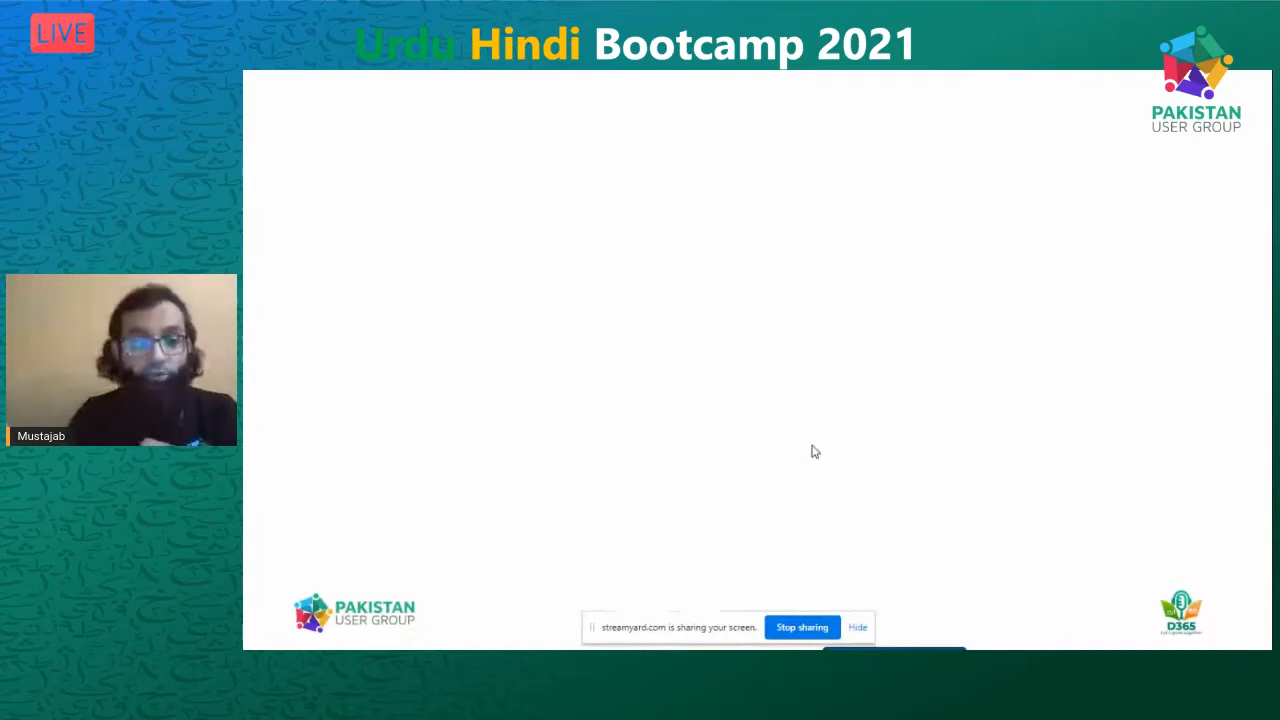 LIVE
Urdu Hindi Bootcamp 2021
PAKISTAN
USER GROUP
Mustajab
PAKISTAN
USER GROUP
streamyard.com is sharing your screen.
Stop sharing
Hide
D365